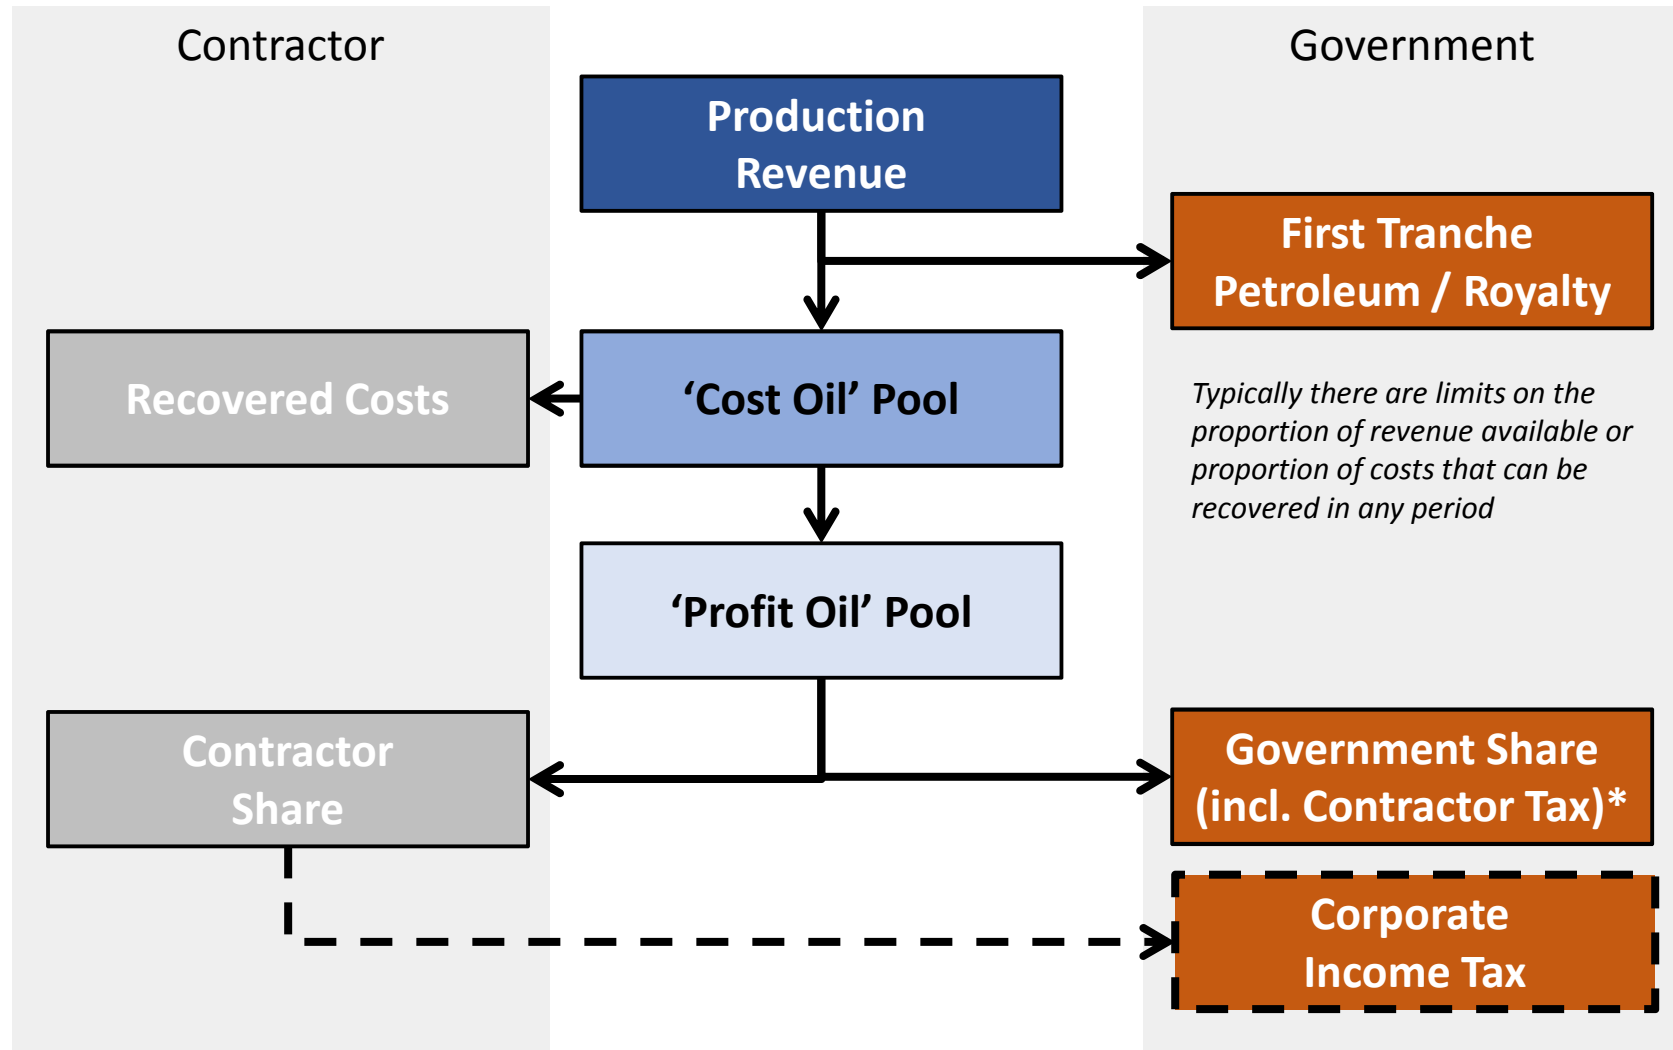 Contractor
Government
Production
Revenue
First Tranche
Petroleum / Royalty
Recovered Costs
‘Cost Oil’ Pool
Typically there are limits on the
proportion of revenue available or
proportion of costs that can be
recovered in any period
‘Profit Oil’ Pool
Contractor
Share
Government Share
(incl. Contractor Tax)*
Corporate
Income Tax